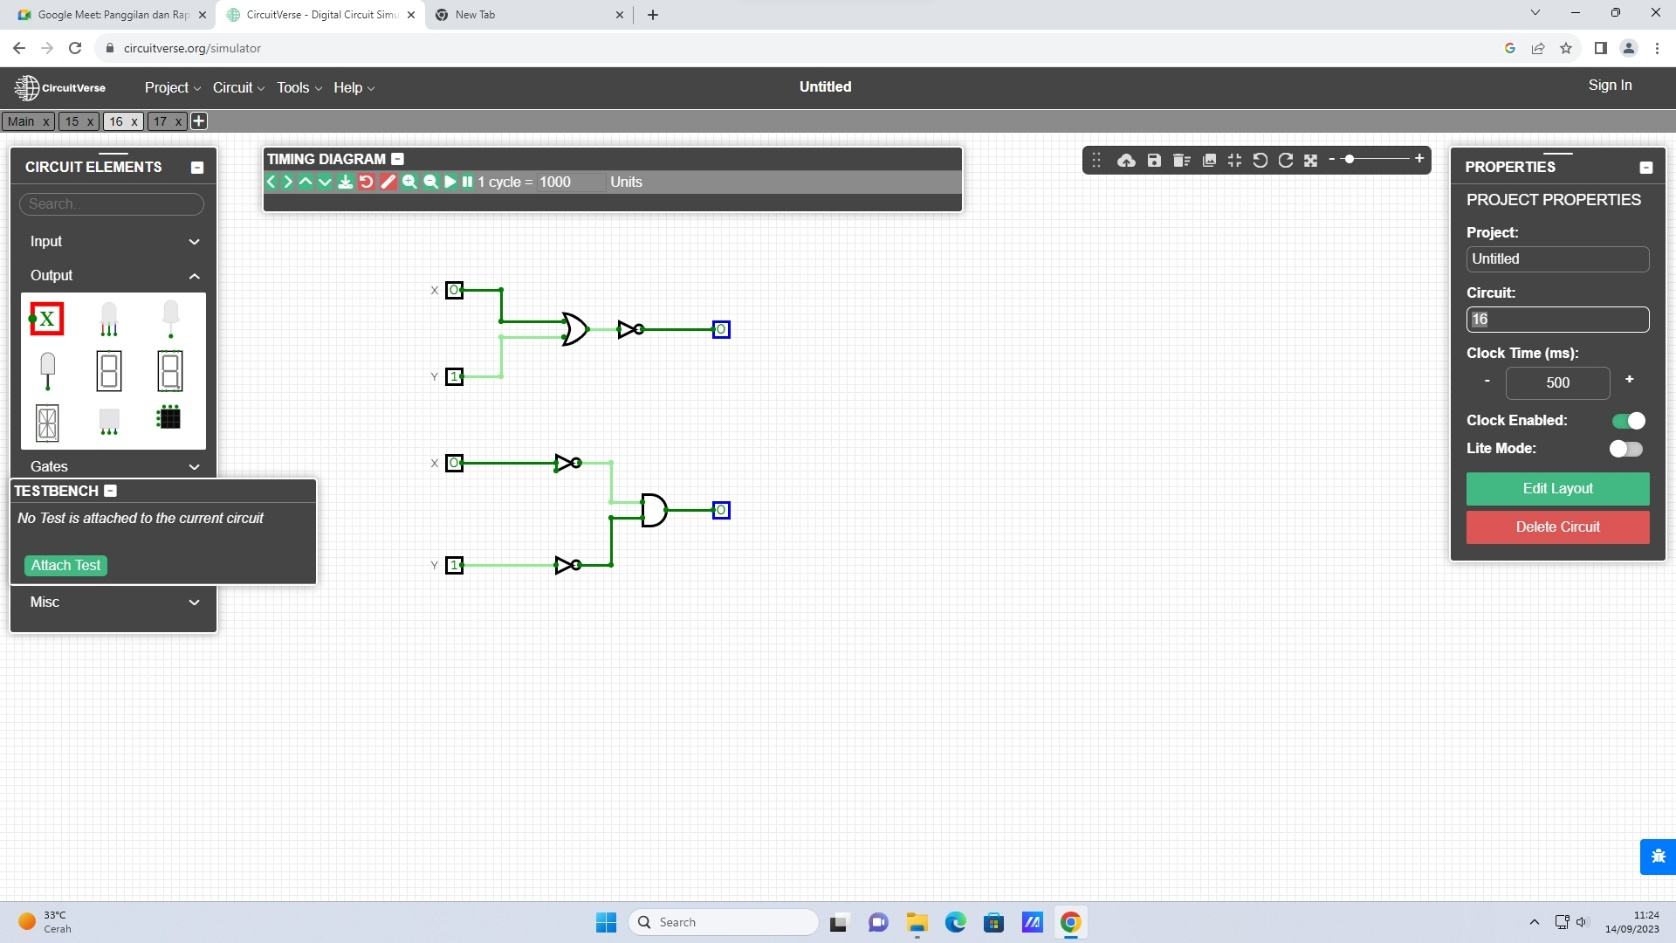 Google Meet: Panggilan dan Rap
CircuitVerse - Digital Circuit Simu
New Tab
circuitverse.org/simulator
CircuitVerse
Project
Circuit
Tools
Help
Untitled
Sign In
Main x
15 x
16 x
17 x
CIRCUIT ELEMENTS
Search..
Input
Output
X
Gates
TESTBENCH
No Test is attached to the current circuit
Attach Test
Misc
TIMING DIAGRAM
1 cycle = 1000 Units
X 0
Y 1
0
X 0
Y 1
0
PROPERTIES
PROJECT PROPERTIES
Project:
Untitled
Circuit:
16
Clock Time (ms):
- 500 +
Clock Enabled:
Lite Mode:
Edit Layout
Delete Circuit
33°C
Cerah
Search
11:24
14/09/2023